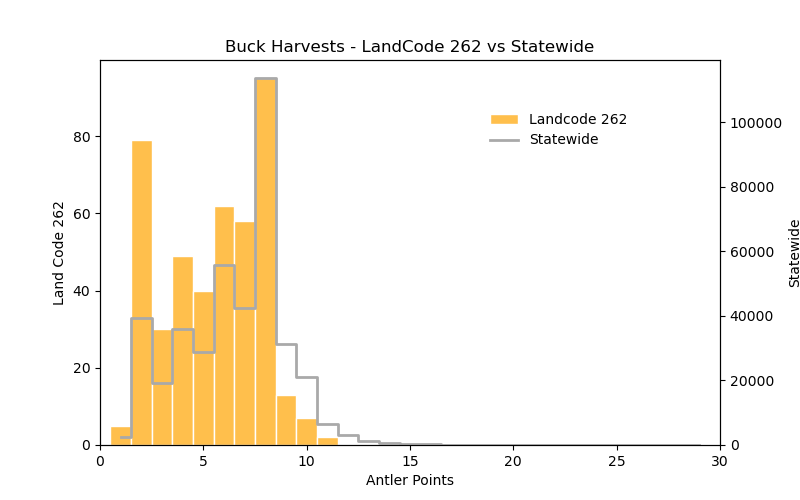 Buck Harvests - LandCode 262 vs Statewide
Landcode 262
Statewide
Land Code 262
80
60
40
20
0
100000
80000
60000
40000
20000
0
Statewide
0 5 10 15 20 25 30
Antler Points